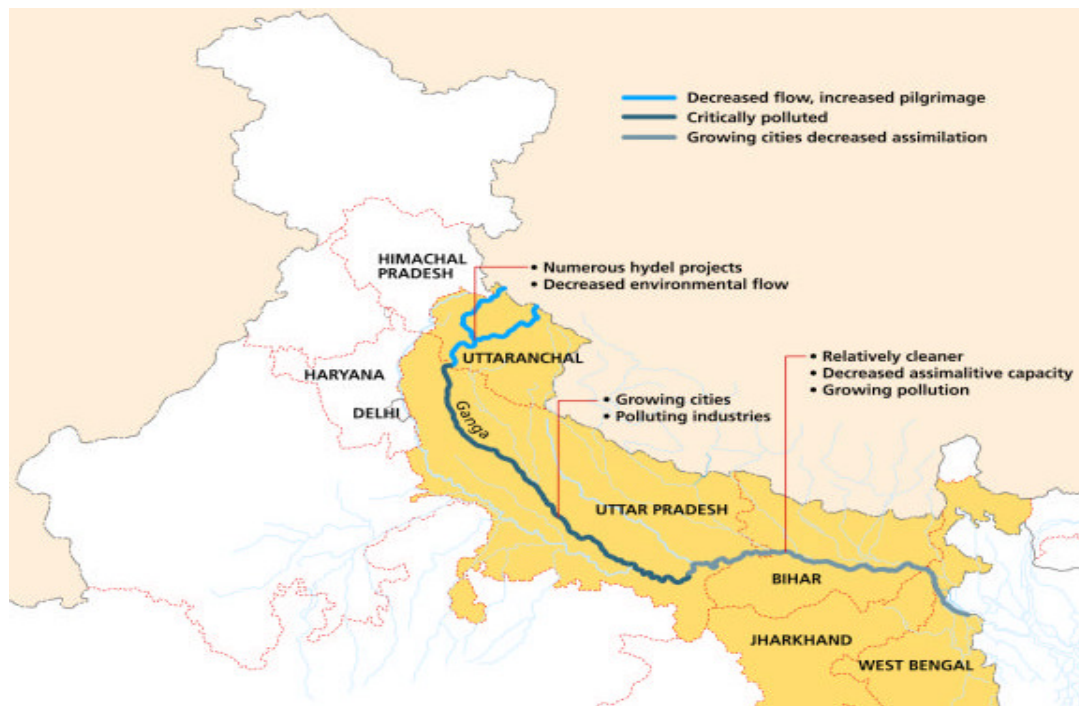 Decreased flow, increased pilgrimage
Critically polluted
Growing cities decreased assimilation
HIMACHAL
PRADESH
• Numerous hydel projects
• Decreased environmental flow
UTTARANCHAL
HARYANA
DELHI
Ganga
• Growing cities
• Polluting industries
• Relatively cleaner
• Decreased assimalitive capacity
• Growing pollution
UTTAR PRADESH
BIHAR
JHARKHAND
WEST BENGAL